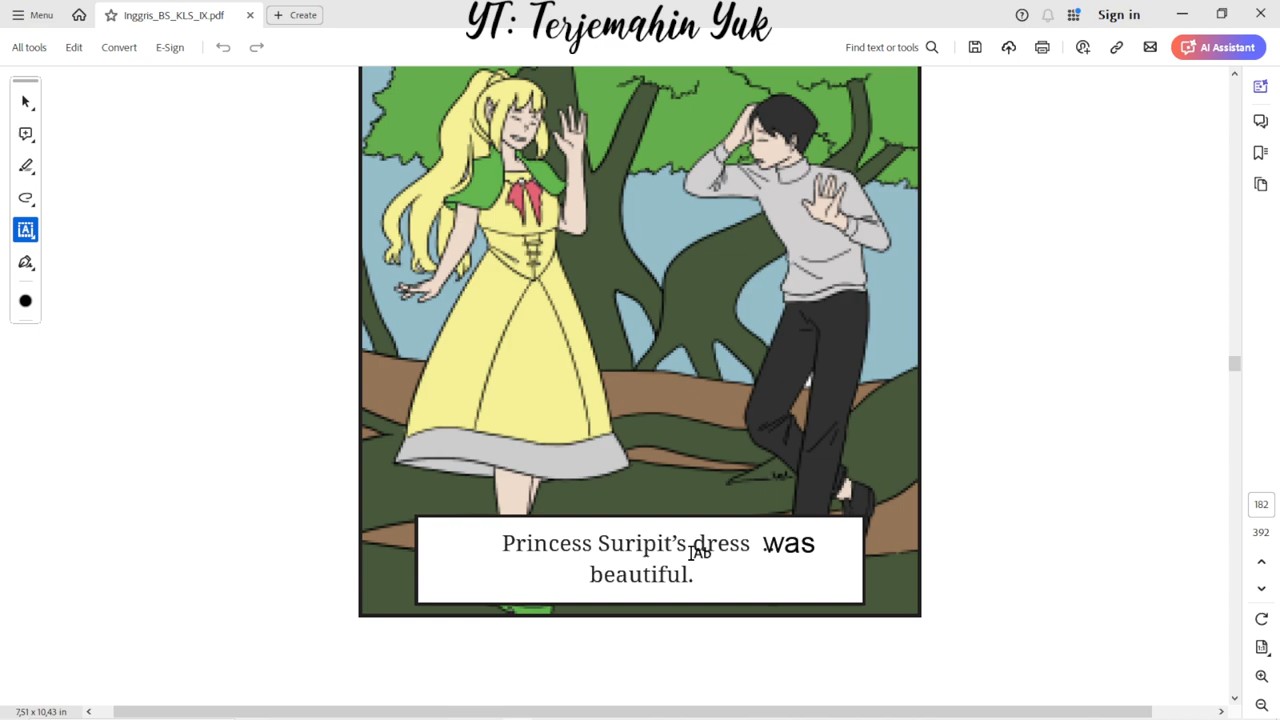 Menu
Inggris_BS_KLS_IX.pdf
Create
YT: Terjemahin Yuk
Sign in
All tools
Edit
Convert
E-Sign
Find text or tools
AI Assistant
Princess Suripit's dress was
beautiful.
182
392
7,51 x 10,43 in